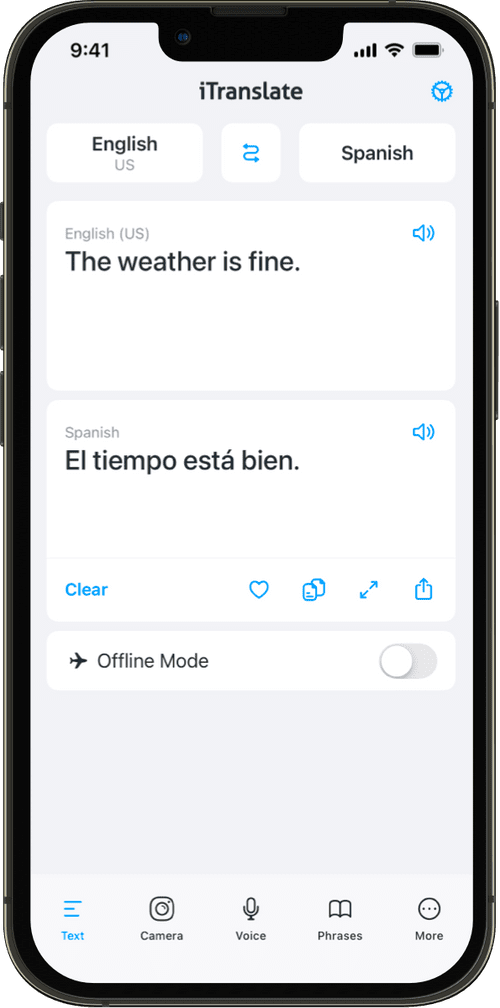 9:41
iTranslate
English
US
Spanish
English (US)
The weather is fine.
Spanish
El tiempo está bien.
Clear
Offline Mode
Text
Camera
Voice
Phrases
More